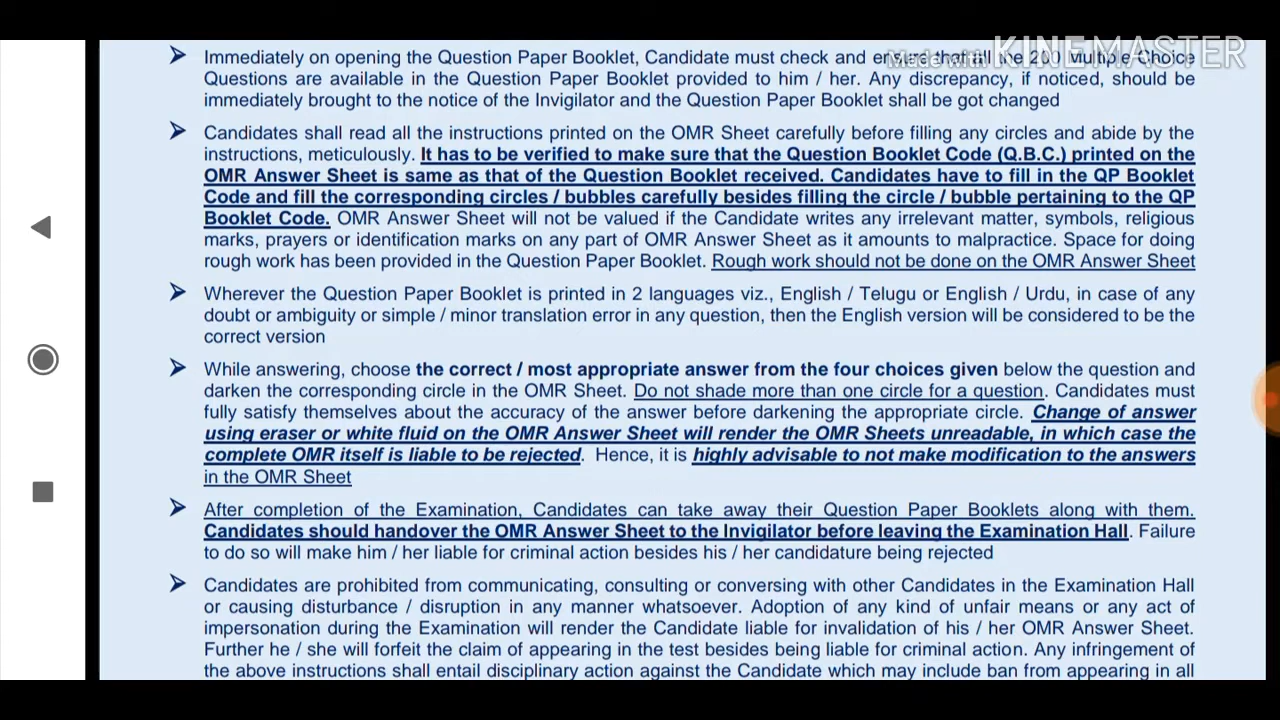 Made with KINEMASTER
➤ Immediately on opening the Question Paper Booklet, Candidate must check and ensure that all the 200 Multiple Choice
Questions are available in the Question Paper Booklet provided to him / her. Any discrepancy, if noticed, should be
immediately brought to the notice of the Invigilator and the Question Paper Booklet shall be got changed
➤ Candidates shall read all the instructions printed on the OMR Sheet carefully before filling any circles and abide by the
instructions, meticulously. It has to be verified to make sure that the Question Booklet Code (Q.B.C.) printed on the
OMR Answer Sheet is same as that of the Question Booklet received. Candidates have to fill in the QP Booklet
Code and fill the corresponding circles / bubbles carefully besides filling the circle / bubble pertaining to the QP
Booklet Code. OMR Answer Sheet will not be valued if the Candidate writes any irrelevant matter, symbols, religious
marks, prayers or identification marks on any part of OMR Answer Sheet as it amounts to malpractice. Space for doing
rough work has been provided in the Question Paper Booklet. Rough work should not be done on the OMR Answer Sheet
➤ Wherever the Question Paper Booklet is printed in 2 languages viz., English / Telugu or English / Urdu, in case of any
doubt or ambiguity or simple / minor translation error in any question, then the English version will be considered to be the
correct version
➤ While answering, choose the correct / most appropriate answer from the four choices given below the question and
darken the corresponding circle in the OMR Sheet. Do not shade more than one circle for a question. Candidates must
fully satisfy themselves about the accuracy of the answer before darkening the appropriate circle. Change of answer
using eraser or white fluid on the OMR Answer Sheet will render the OMR Sheets unreadable, in which case the
complete OMR itself is liable to be rejected. Hence, it is highly advisable to not make modification to the answers
in the OMR Sheet
➤ After completion of the Examination, Candidates can take away their Question Paper Booklets along with them.
Candidates should handover the OMR Answer Sheet to the Invigilator before leaving the Examination Hall. Failure
to do so will make him / her liable for criminal action besides his / her candidature being rejected
➤ Candidates are prohibited from communicating, consulting or conversing with other Candidates in the Examination Hall
or causing disturbance / disruption in any manner whatsoever. Adoption of any kind of unfair means or any act of
impersonation during the Examination will render the Candidate liable for invalidation of his / her OMR Answer Sheet.
Further he / she will forfeit the claim of appearing in the test besides being liable for criminal action. Any infringement of
the above instructions shall entail disciplinary action against the Candidate which may include ban from appearing in all